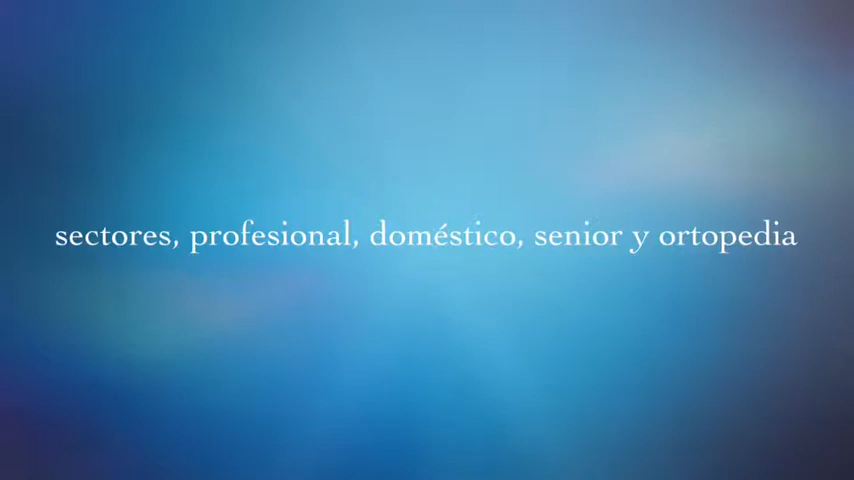 sectores, profesional, doméstico, senior y ortopedia